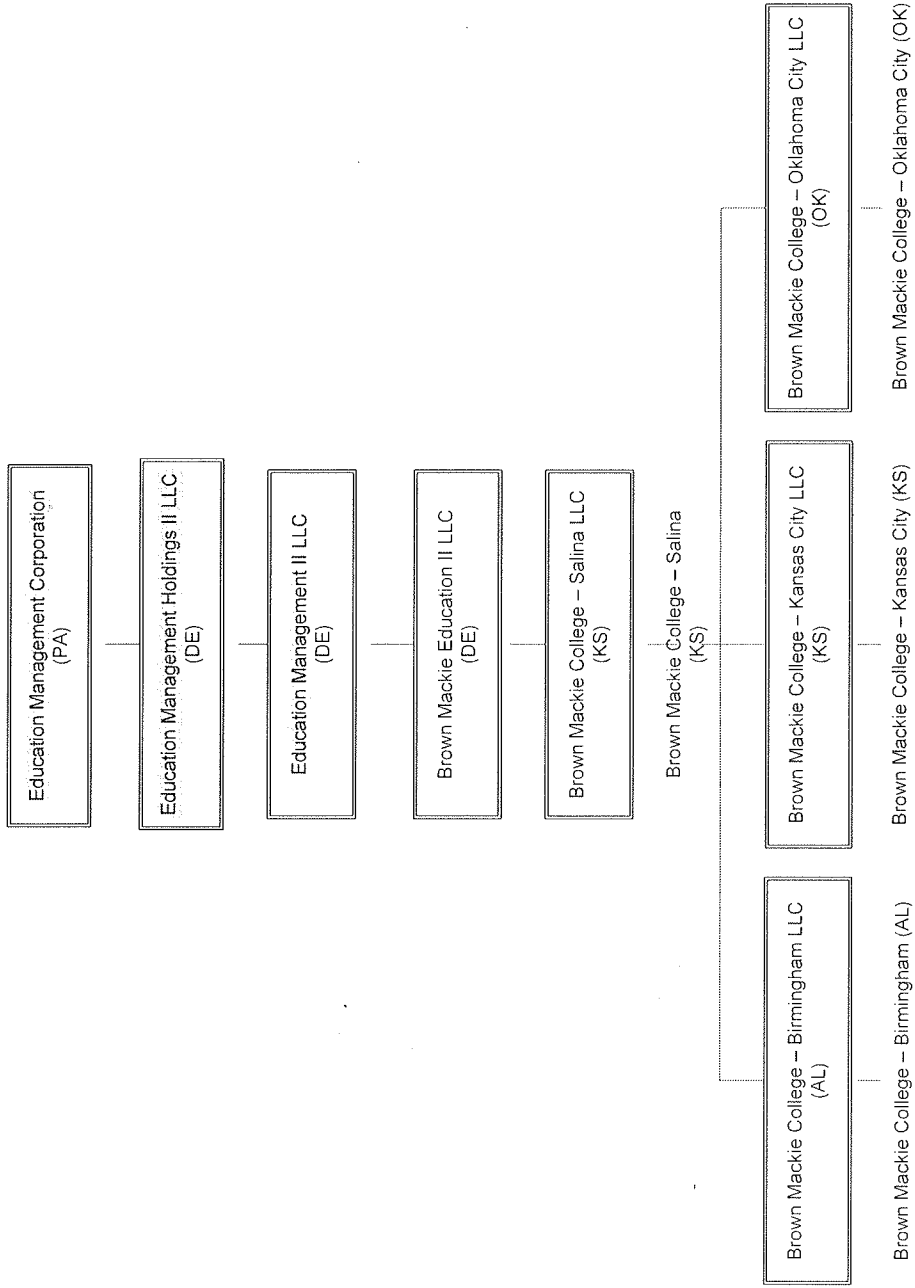 Education Management Corporation
(PA)
Education Management Holdings II LLC
(DE)
Education Management II LLC
(DE)
Brown Mackie Education II LLC
(DE)
Brown Mackie College – Salina LLC
(KS)
Brown Mackie College – Salina
(KS)
Brown Mackie College – Birmingham LLC
(AL)
Brown Mackie College – Birmingham (AL)
Brown Mackie College – Kansas City LLC
(KS)
Brown Mackie College – Kansas City (KS)
Brown Mackie College – Oklahoma City LLC
(OK)
Brown Mackie College – Oklahoma City (OK)